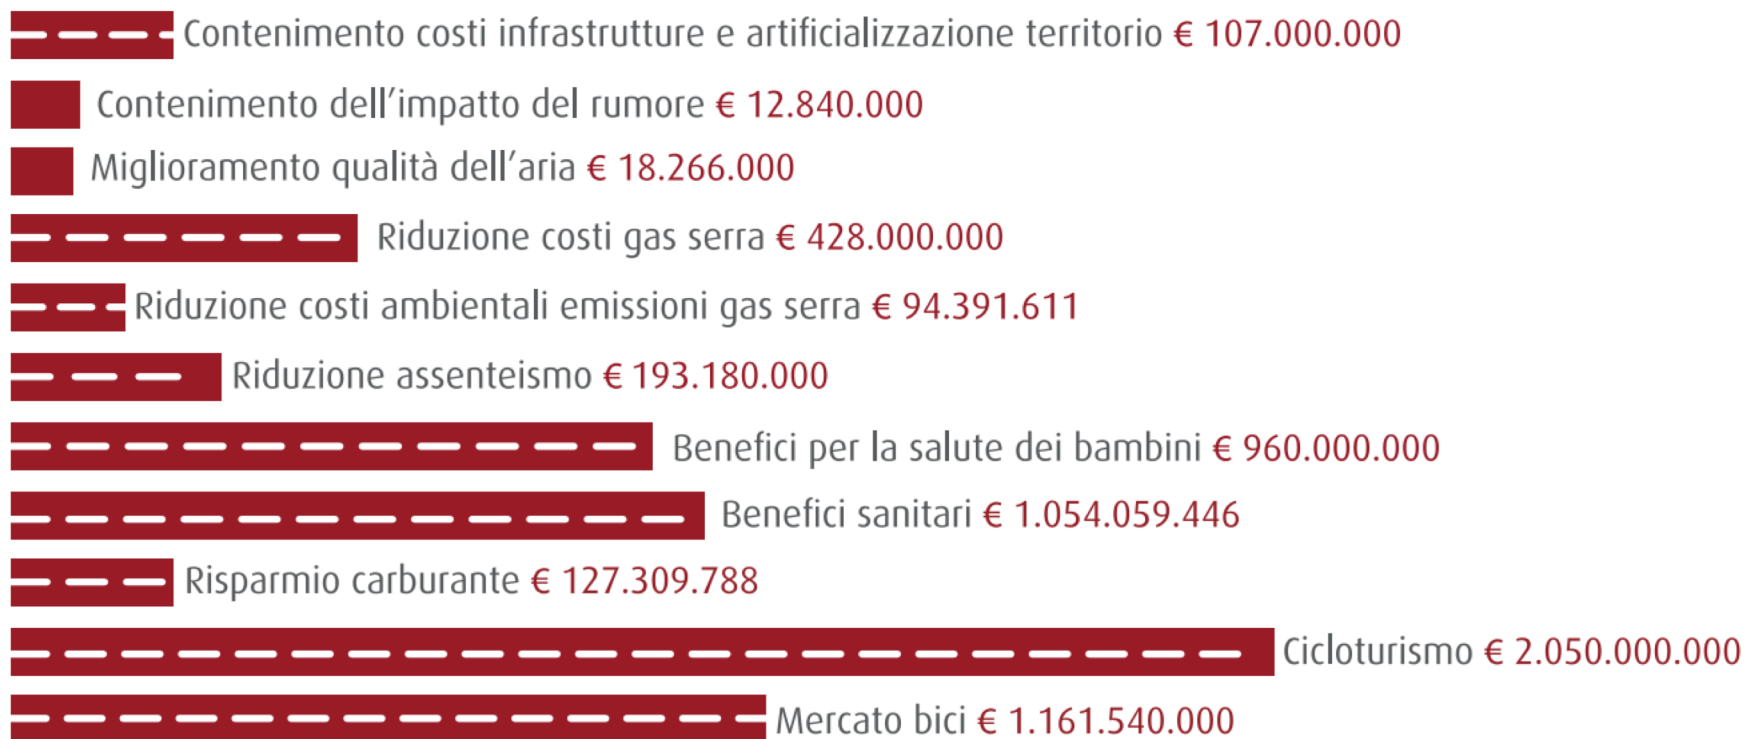 Contenimento costi infrastrutture e artificializzazione territorio € 107.000.000
Contenimento dell'impatto del rumore € 12.840.000
Miglioramento qualità dell'aria € 18.266.000
Riduzione costi gas serra € 428.000.000
Riduzione costi ambientali emissioni gas serra € 94.391.611
Riduzione assenteismo € 193.180.000
Benefici per la salute dei bambini € 960.000.000
Benefici sanitari € 1.054.059.446
Risparmio carburante € 127.309.788
Cicloturismo € 2.050.000.000
Mercato bici € 1.161.540.000